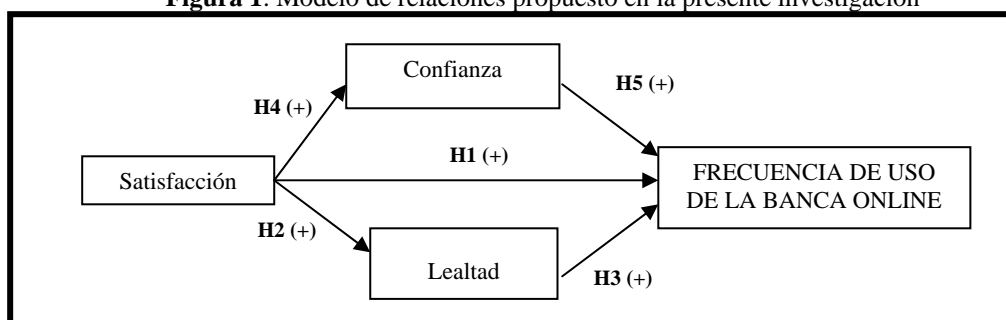 Figura 1. Modelo de relaciones propuesto en la presente investigación
Confianza
H4 (+)
H5 (+)
H1 (+)
Satisfacción
FRECUENCIA DE USO
DE LA BANCA ONLINE
H2 (+)
Lealtad
H3 (+)